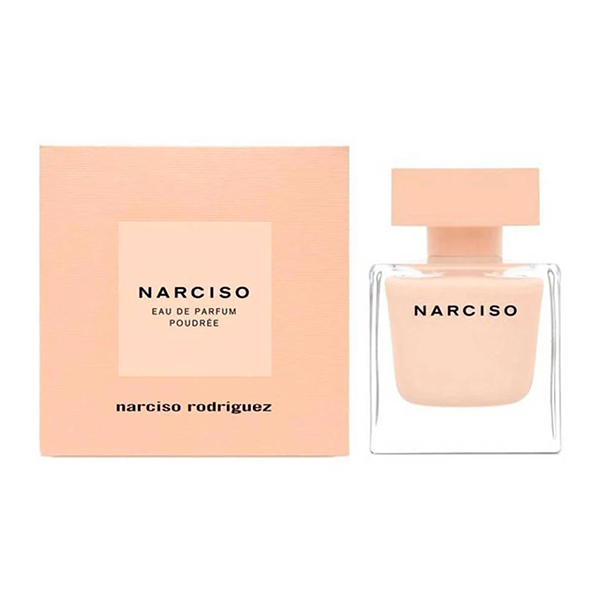 NARCISO
EAU DE PARFUM
POUDRÉE
narciso rodriguez
NARCISO